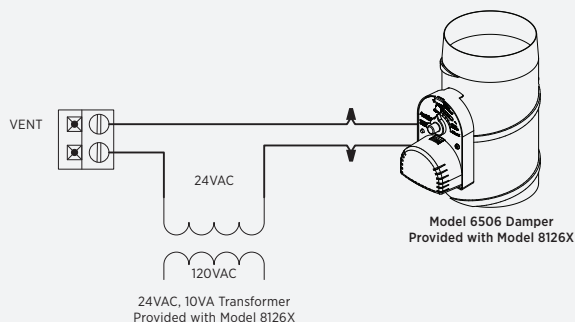 VENT
24VAC
120VAC
24VAC, 10VA Transformer
Provided with Model 8126X
Model 6506 Damper
Provided with Model 8126X